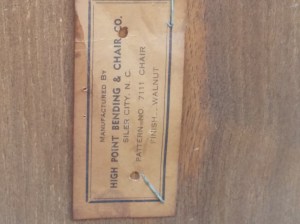 MANUFACTURED BY
HIGH POINT BENDING & CHAIR CO.
SILER CITY, N. C.
PATTERN NO. 7111 CHAIR
FINISH WALNUT